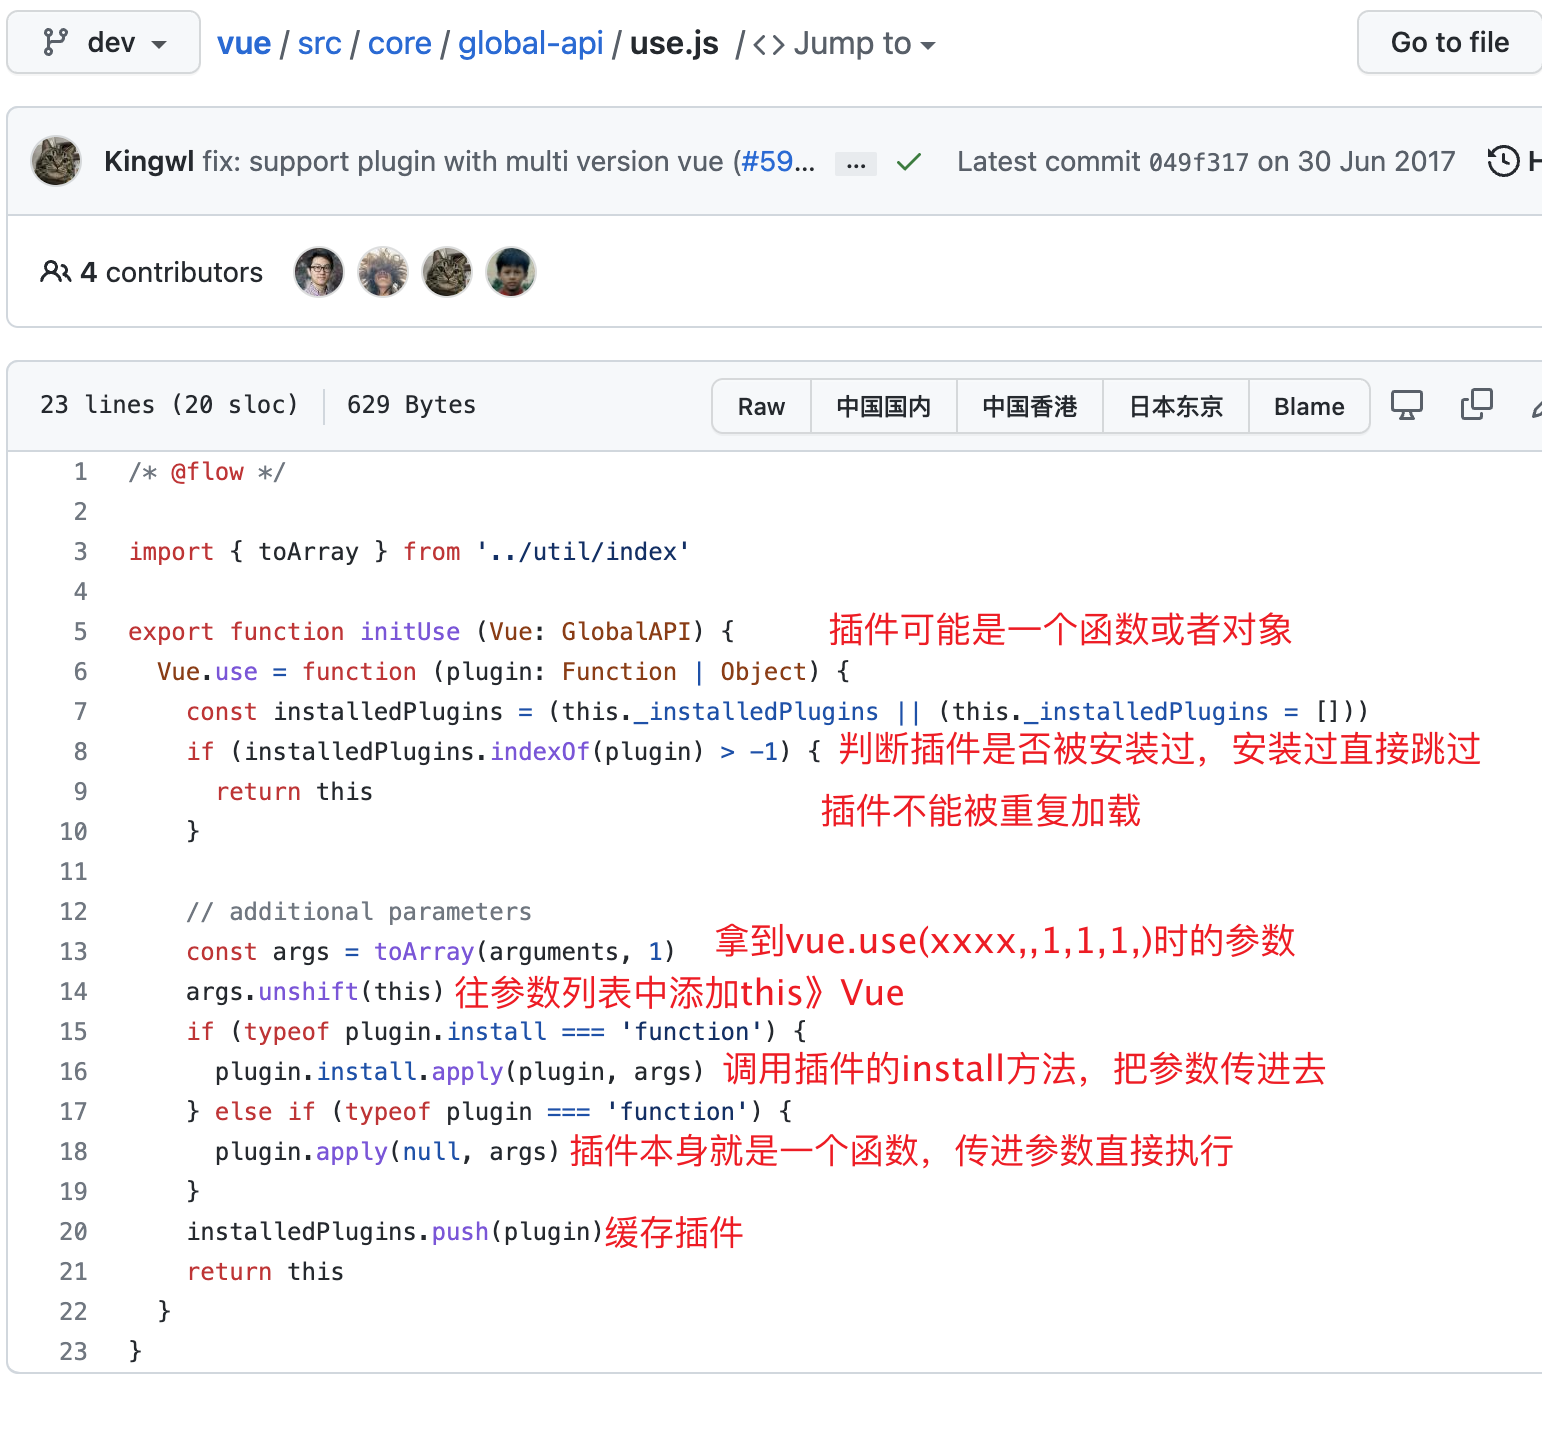 dev vue / src / core / global-api / use.js / <> Jump to Go to file
Kingwl fix: support plugin with multi version vue (#59... ... Latest commit 049f317 on 30 Jun 2017 H
4 contributors
23 lines (20 sloc) 629 Bytes Raw 中国国内 中国香港 日本东京 Blame
1 /* @flow */
2
3 import { toArray } from '../util/index'
4
5 export function initUse (Vue: GlobalAPI) { 插件可能是一个函数或者对象
6 Vue.use = function (plugin: Function | Object) {
7 const installedPlugins = (this._installedPlugins || (this._installedPlugins = []))
8 if (installedPlugins.indexOf(plugin) > -1) { 判断插件是否被安装过，安装过直接跳过
9 return this
插件不能被重复加载
10 }
11
12 // additional parameters
13 const args = toArray(arguments, 1) 拿到vue.use(xxxx,,1,1,1,)时的参数
14 args.unshift(this) 往参数列表中添加this》Vue
15 if (typeof plugin.install === 'function') {
16 plugin.install.apply(plugin, args) 调用插件的install方法，把参数传进去
17 } else if (typeof plugin === 'function') {
18 plugin.apply(null, args) 插件本身就是一个函数，传进参数直接执行
19 }
20 installedPlugins.push(plugin)缓存插件
21 return this
22 }
23 }